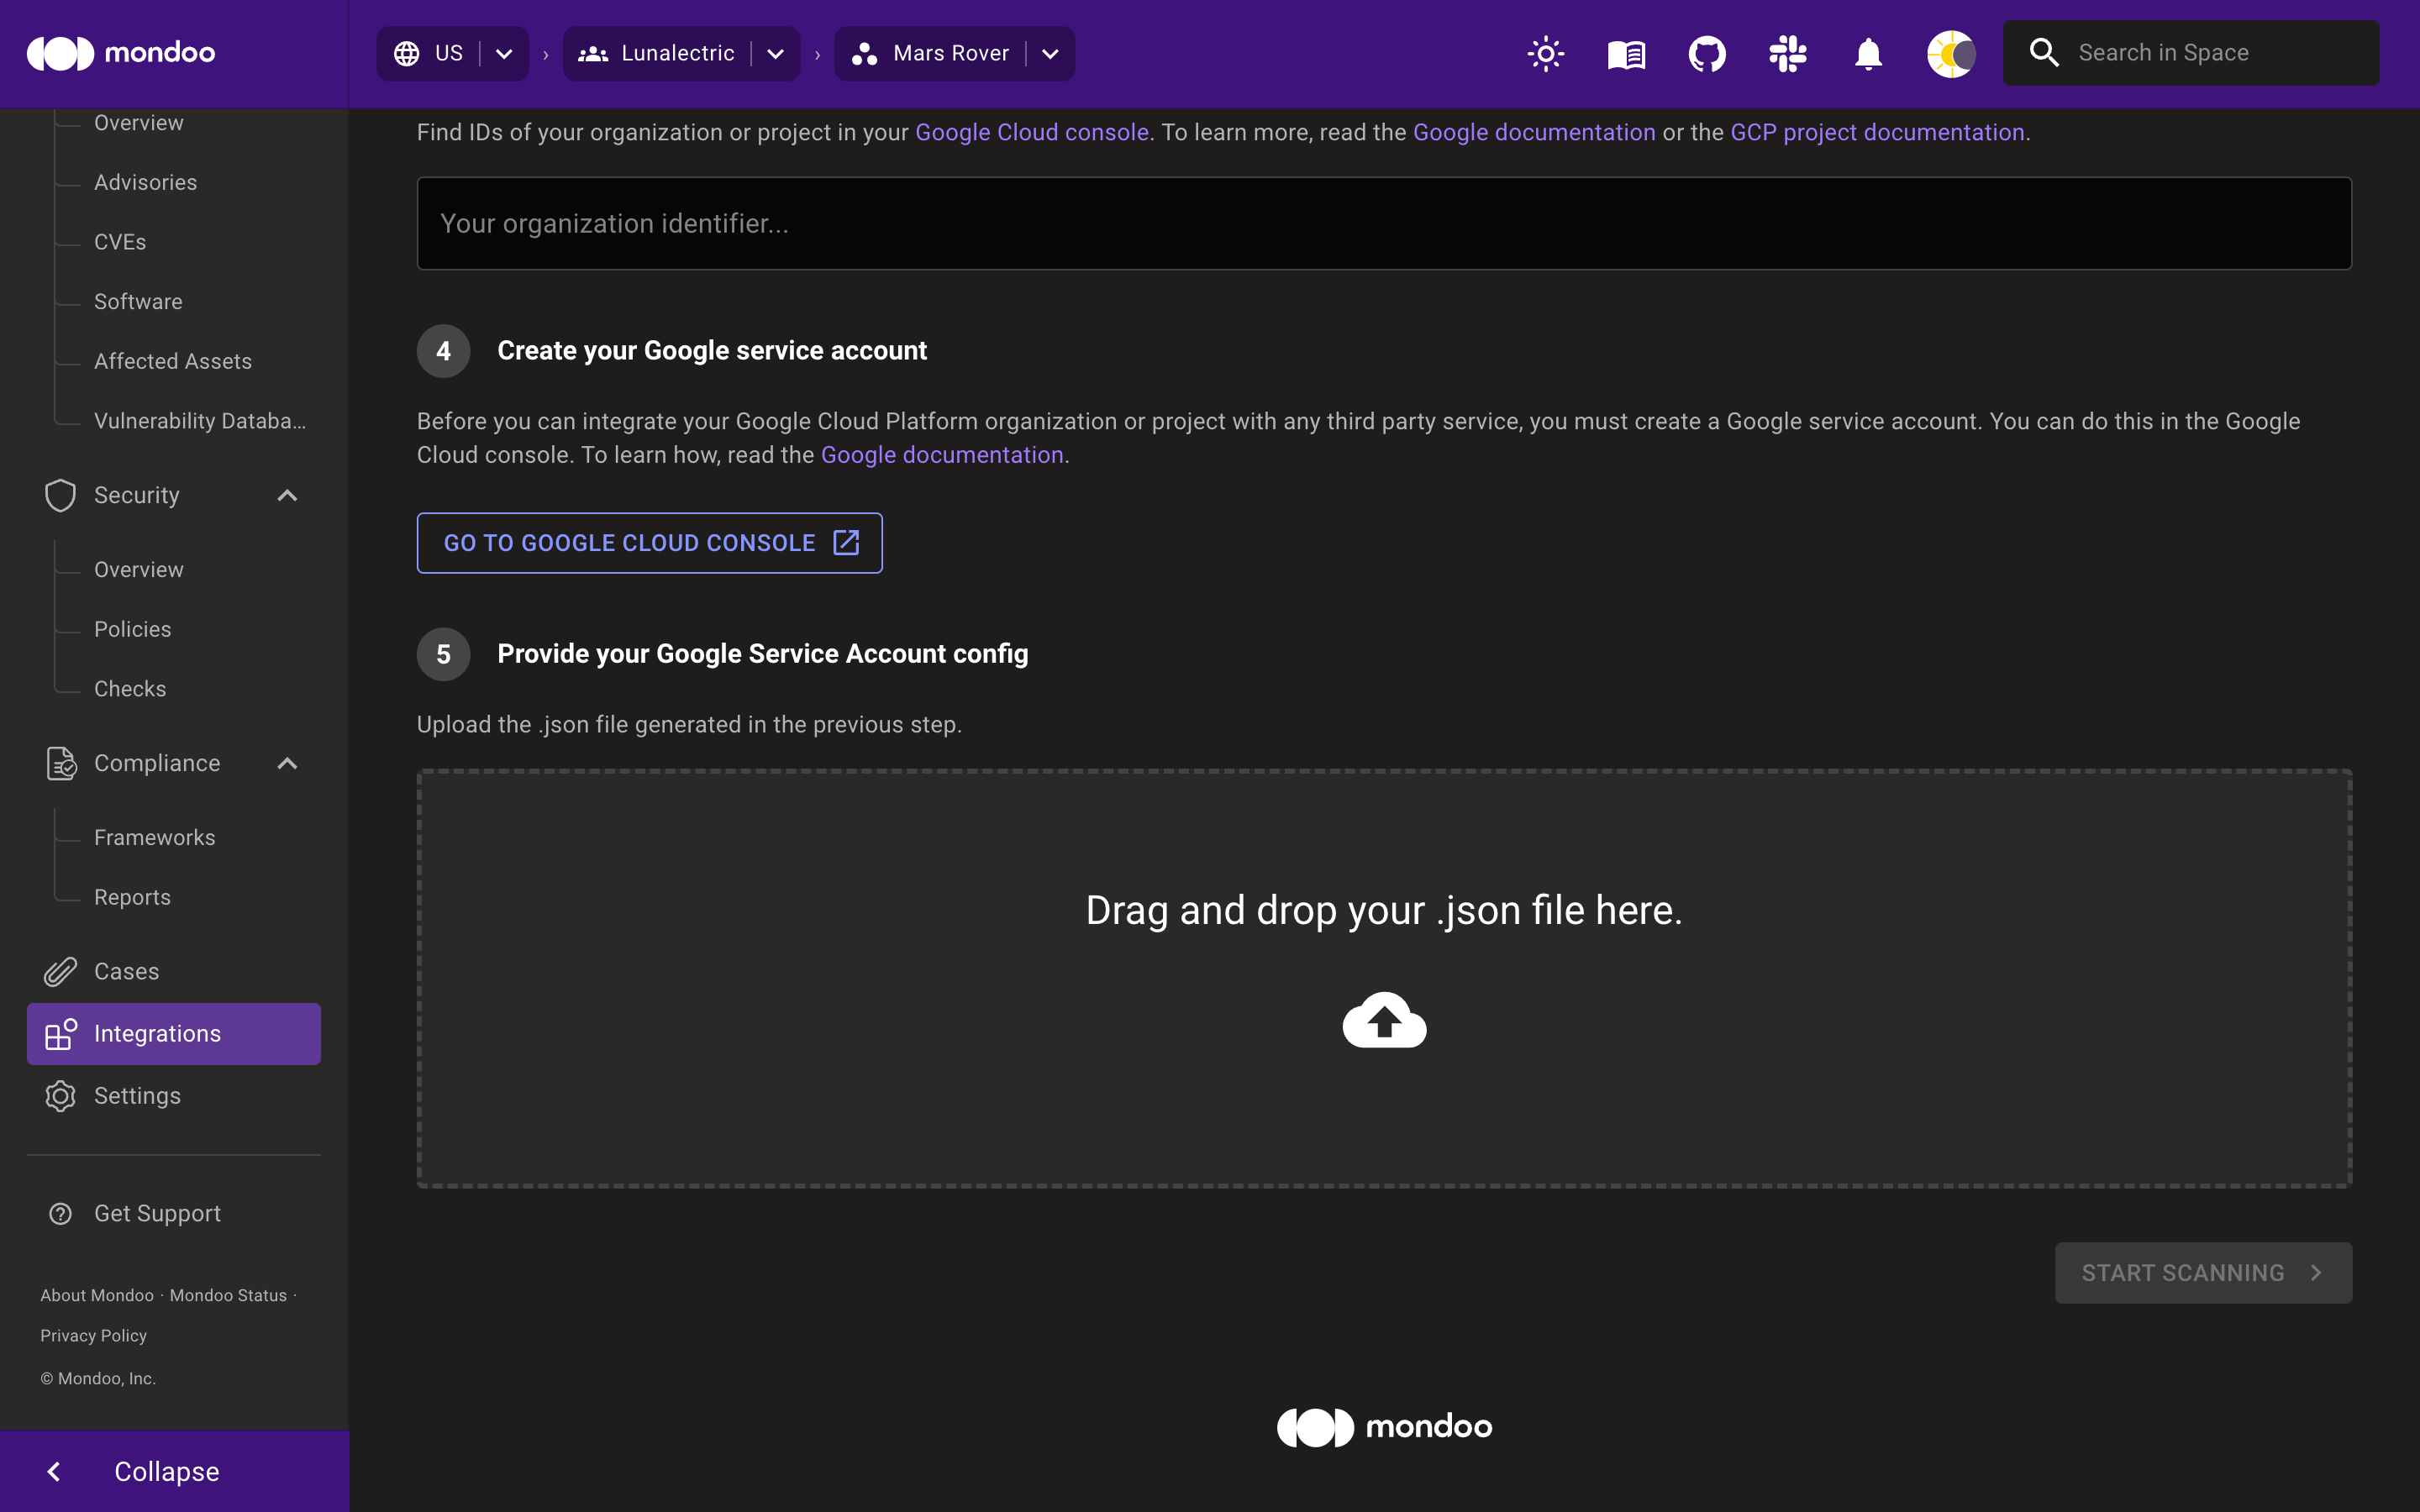 mondoo
US
Lunalectric
Mars Rover
Search in Space
Overview
Advisories
CVEs
Software
Affected Assets
Vulnerability Databa...
Security
Overview
Policies
Checks
Compliance
Frameworks
Reports
Cases
Integrations
Settings
Get Support
About Mondoo · Mondoo Status ·
Privacy Policy
© Mondoo, Inc.
Collapse
Find IDs of your organization or project in your Google Cloud console. To learn more, read the Google documentation or the GCP project documentation.
Your organization identifier...
4 Create your Google service account
Before you can integrate your Google Cloud Platform organization or project with any third party service, you must create a Google service account. You can do this in the Google
Cloud console. To learn how, read the Google documentation.
GO TO GOOGLE CLOUD CONSOLE
5 Provide your Google Service Account config
Upload the .json file generated in the previous step.
Drag and drop your .json file here.
START SCANNING
mondoo